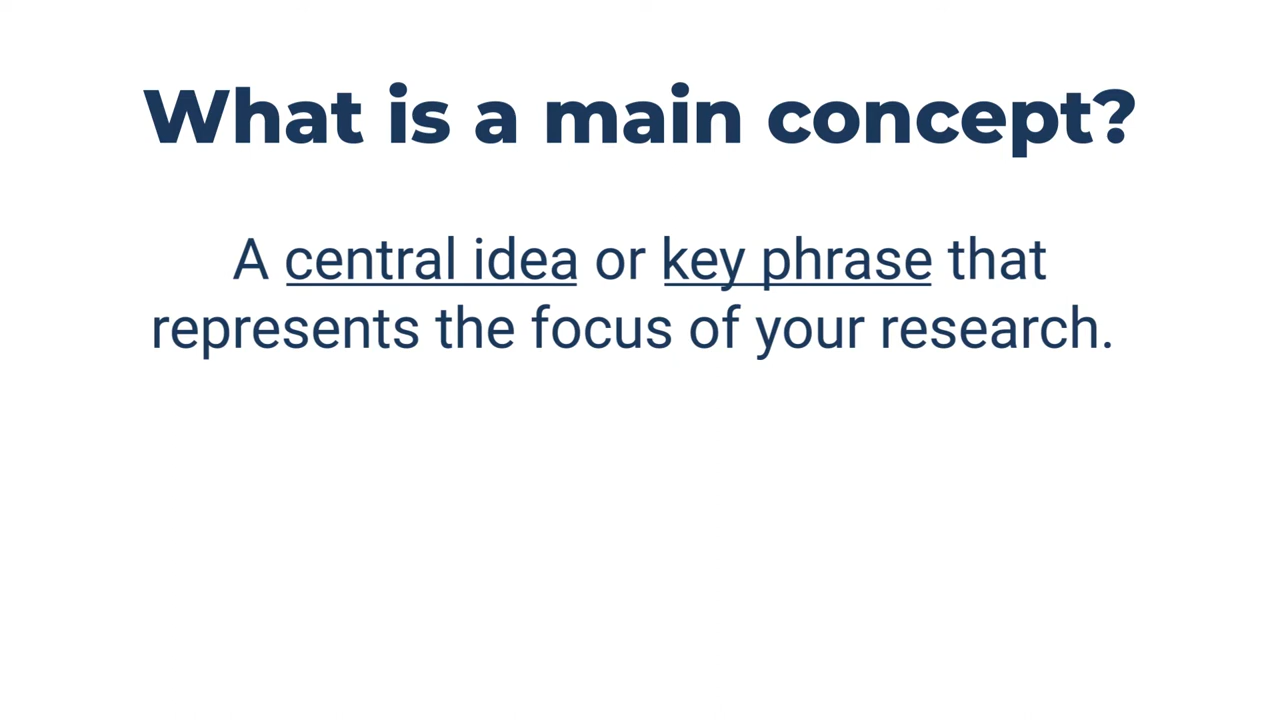 What is a main concept?
A central idea or key phrase that
represents the focus of your research.